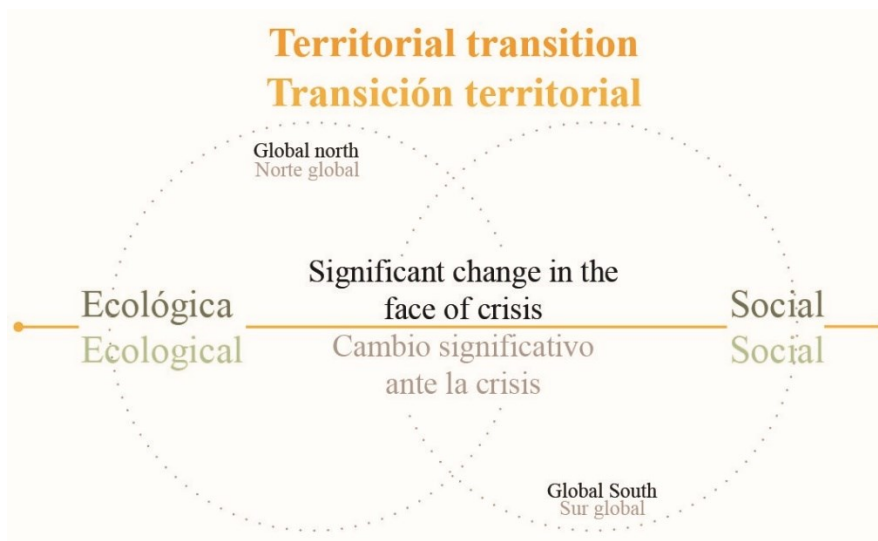 Territorial transition
Transición territorial
Global north
Norte global
Significant change in the
face of crisis
Cambio significativo
ante la crisis
Ecológica
Ecological
Social
Social
Global South
Sur global